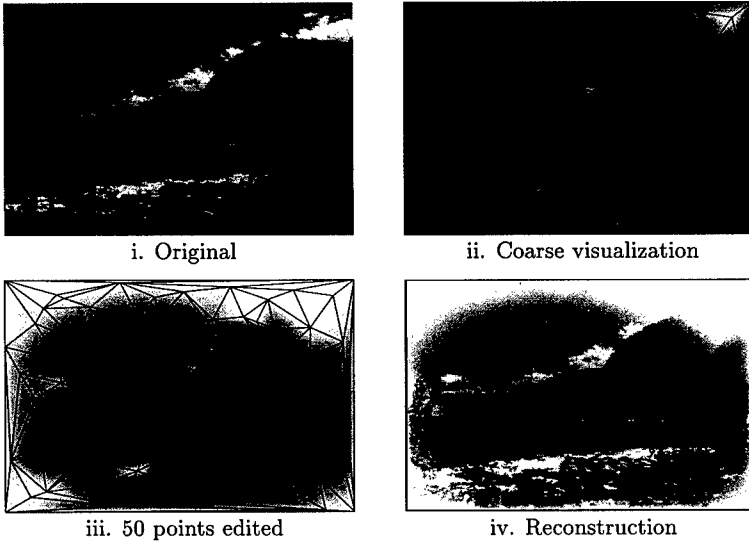 i. Original
ii. Coarse visualization
iii. 50 points edited
iv. Reconstruction